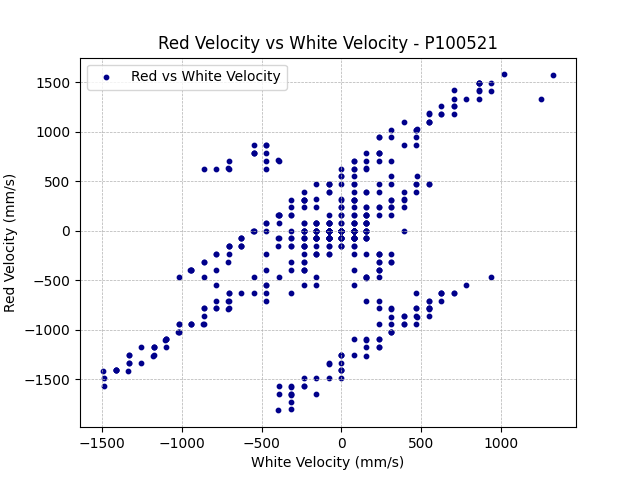 Red Velocity vs White Velocity - P100521
Red vs White Velocity
Red Velocity (mm/s)
1500
1000
500
0
−500
−1000
−1500
−1500 −1000 −500 0 500 1000
White Velocity (mm/s)